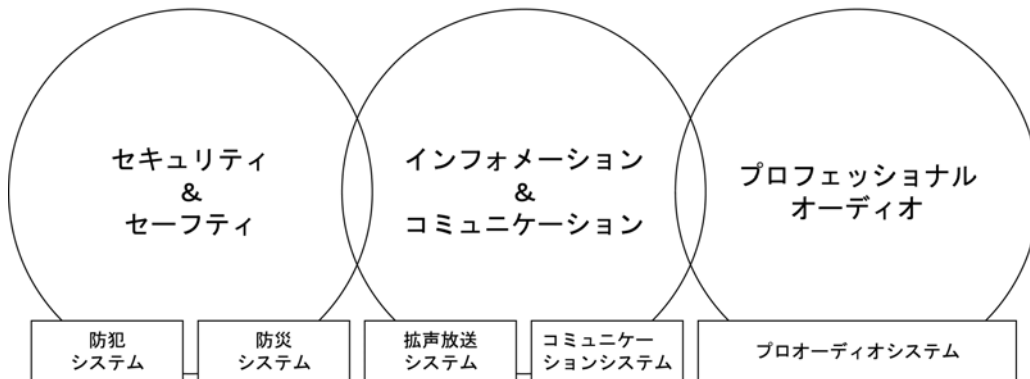 セキュリティ
&
セーフティ
インフォメーション
&
コミュニケーション
プロフェッショナル
オーディオ
防犯
システム
防災
システム
拡声放送
システム
コミュニケー
ションシステム
プロオーディオシステム